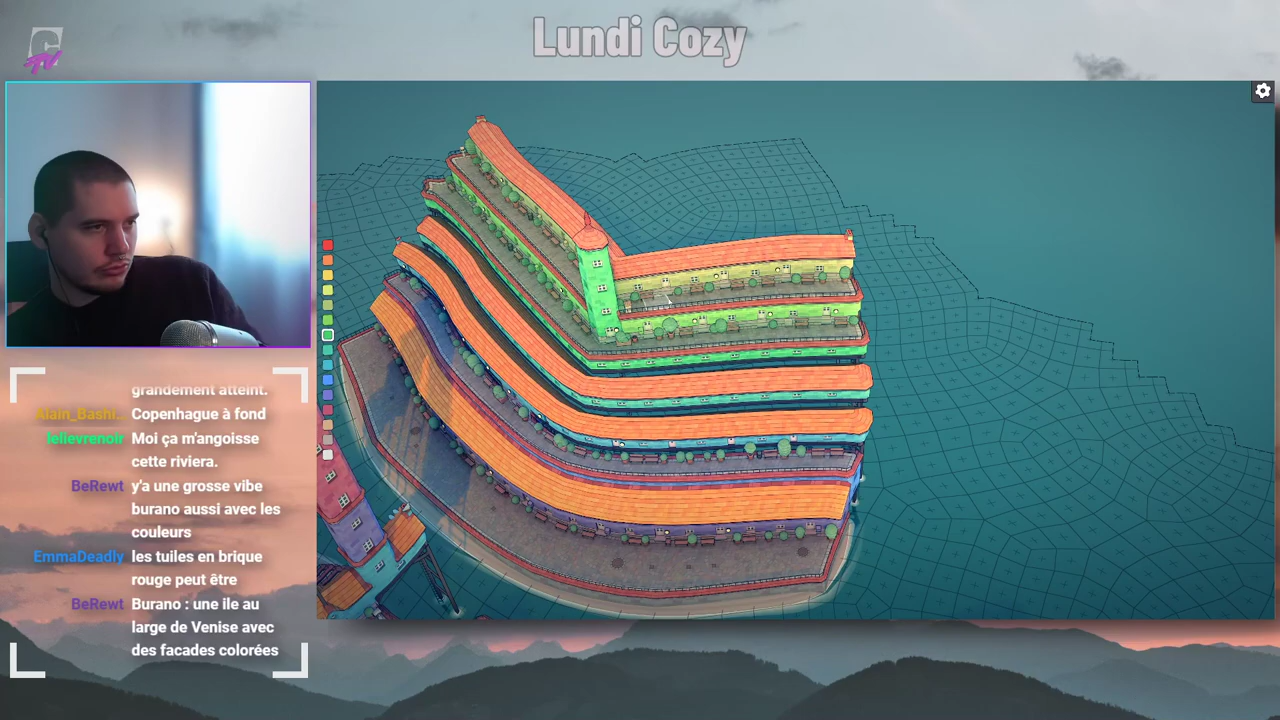 Lundi Cozy
TV
grandement atteint.
Alain_Bashi… Copenhague à fond
lelievrenoir Moi ça m'angoisse
cette riviera.
BeRewt y'a une grosse vibe
burano aussi avec les
couleurs
EmmaDeadly les tuiles en brique
rouge peut être
BeRewt Burano : une ile au
large de Venise avec
des facades colorées